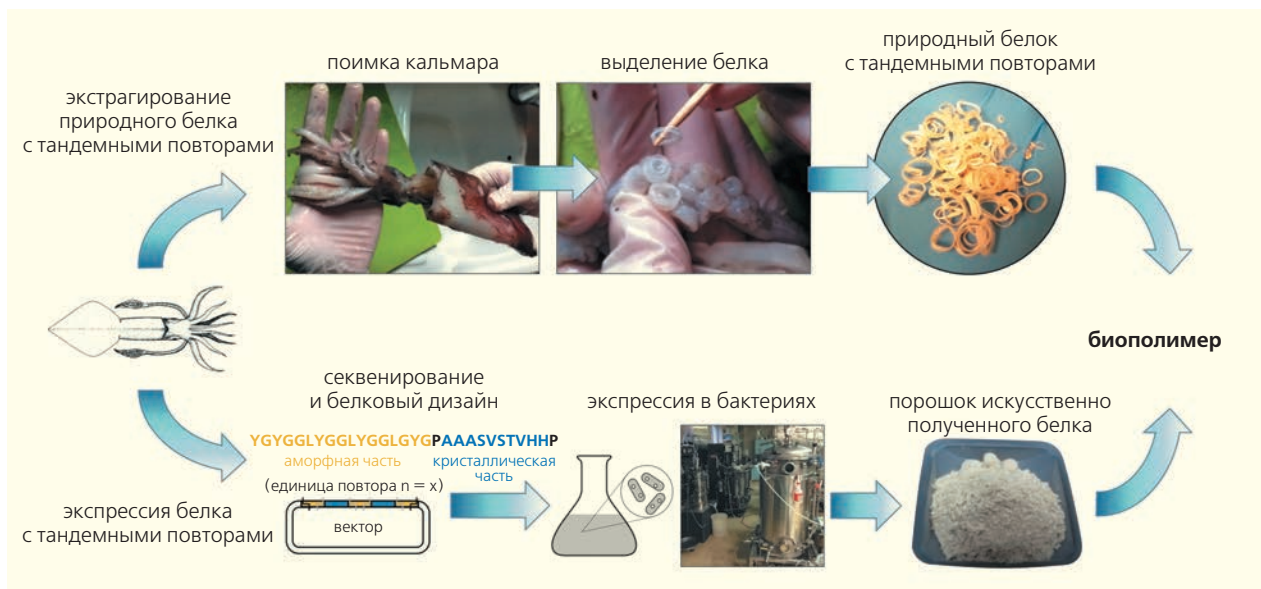 экстрагирование
природного белка
с тандемными повторами
поимка кальмара
выделение белка
природный белок
с тандемными повторами
биополимер
экспрессия белка
с тандемными повторами
секвенирование
и белковый дизайн
YGYGGLYGGLYGGLGYGPAAASVSTVHHP
аморфная часть
кристаллическая
часть
(единица повтора n = x)
вектор
экспрессия в бактериях
порошок искусственно
полученного белка